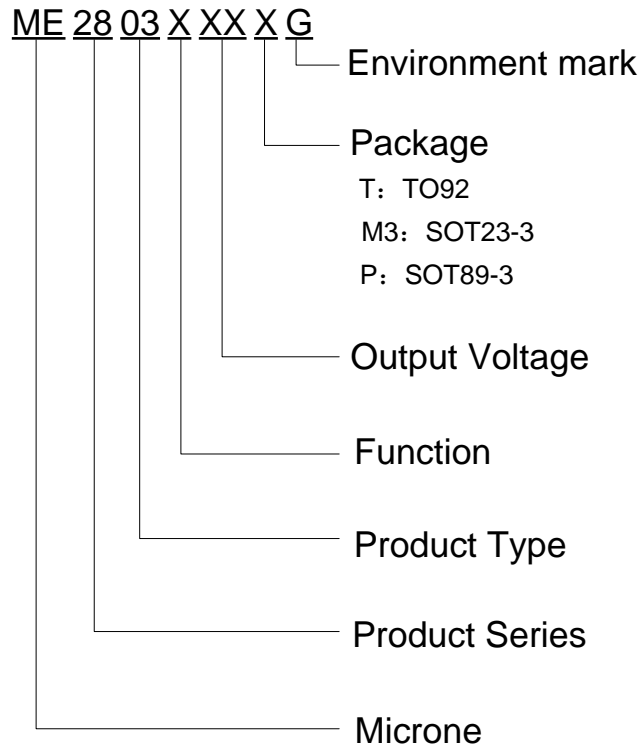 ME 28 03 X XX X G
Environment mark
Package
T：TO92
M3：SOT23-3
P：SOT89-3
Output Voltage
Function
Product Type
Product Series
Microne